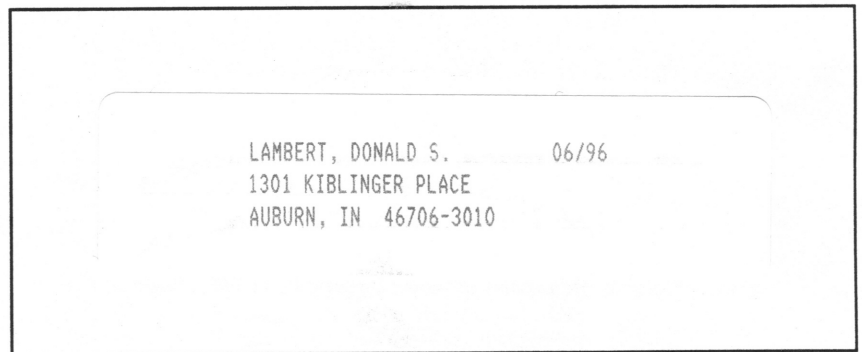 LAMBERT, DONALD S. 06/96
1301 KIBLINGER PLACE
AUBURN, IN 46706-3010